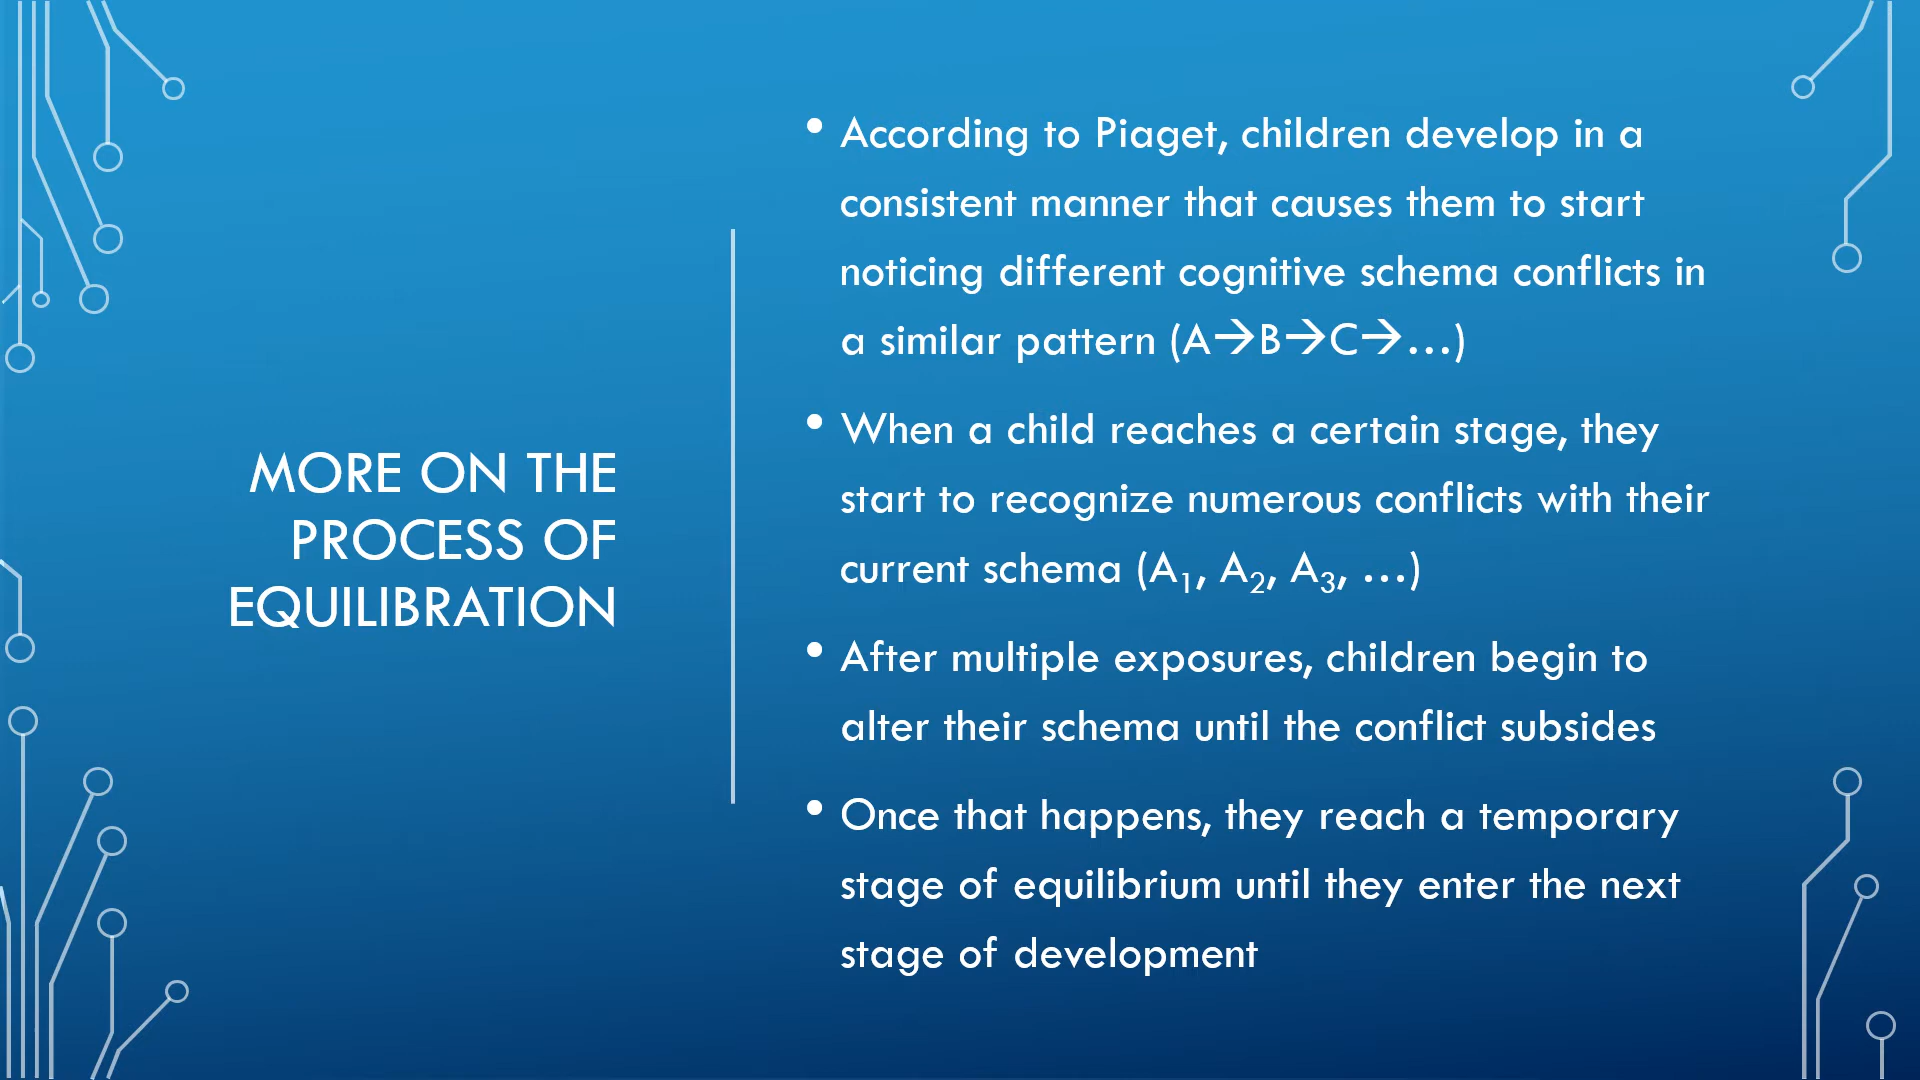 MORE ON THE
PROCESS OF
EQUILIBRATION
• According to Piaget, children develop in a
consistent manner that causes them to start
noticing different cognitive schema conflicts in
a similar pattern (A→B→C→…)
• When a child reaches a certain stage, they
start to recognize numerous conflicts with their
current schema (A₁, A₂, A₃, …)
• After multiple exposures, children begin to
alter their schema until the conflict subsides
• Once that happens, they reach a temporary
stage of equilibrium until they enter the next
stage of development